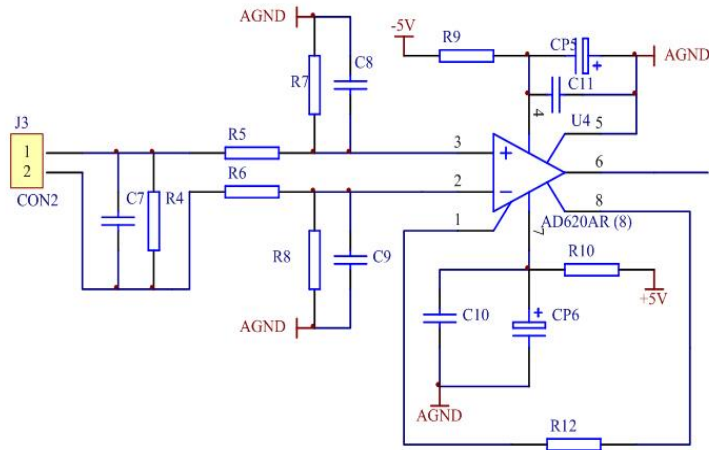 AGND
-5V
R9
CP5
AGND
R7
C8
C11
4
U4
J3
1
2
CON2
R5
3
5
R6
2
6
C7
R4
1
8
AD620AR (8)
7
R8
C9
R10
+5V
C10
CP6
AGND
AGND
R12
+
+
+
−